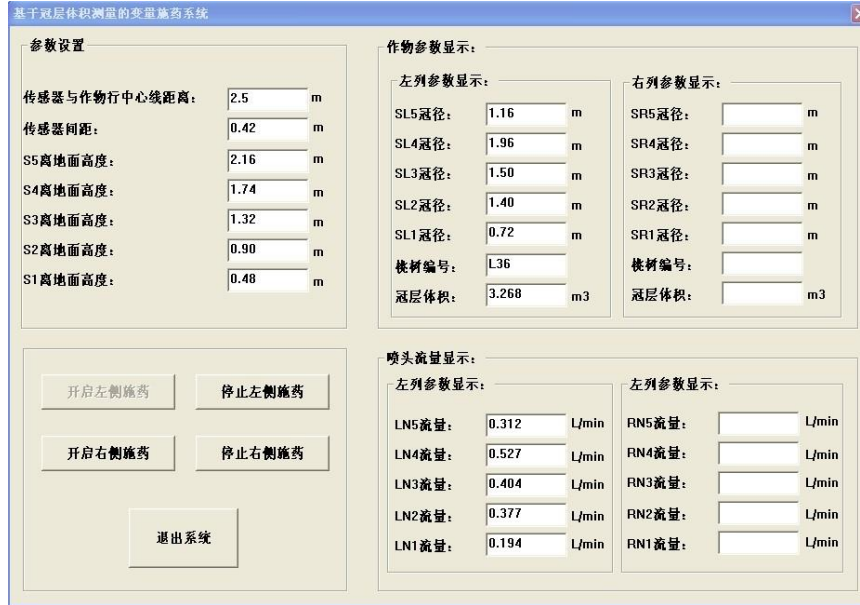 基于冠层体积测量的变量施药系统
参数设置
传感器与作物行中心线距离： 2.5 m
传感器间距： 0.42 m
S5离地面高度： 2.16 m
S4离地面高度： 1.74 m
S3离地面高度： 1.32 m
S2离地面高度： 0.90 m
S1离地面高度： 0.48 m
作物参数显示：
左列参数显示：
SL5冠径： 1.16 m
SL4冠径： 1.96 m
SL3冠径： 1.50 m
SL2冠径： 1.40 m
SL1冠径： 0.72 m
桃树编号： L36
冠层体积： 3.268 m3
右列参数显示：
SR5冠径： m
SR4冠径： m
SR3冠径： m
SR2冠径： m
SR1冠径： m
桃树编号：
冠层体积： m3
开启左侧施药 停止左侧施药
开启右侧施药 停止右侧施药
退出系统
喷头流量显示：
左列参数显示：
LN5流量： 0.312 L/min
LN4流量： 0.527 L/min
LN3流量： 0.404 L/min
LN2流量： 0.377 L/min
LN1流量： 0.194 L/min
左列参数显示：
RN5流量： L/min
RN4流量： L/min
RN3流量： L/min
RN2流量： L/min
RN1流量： L/min